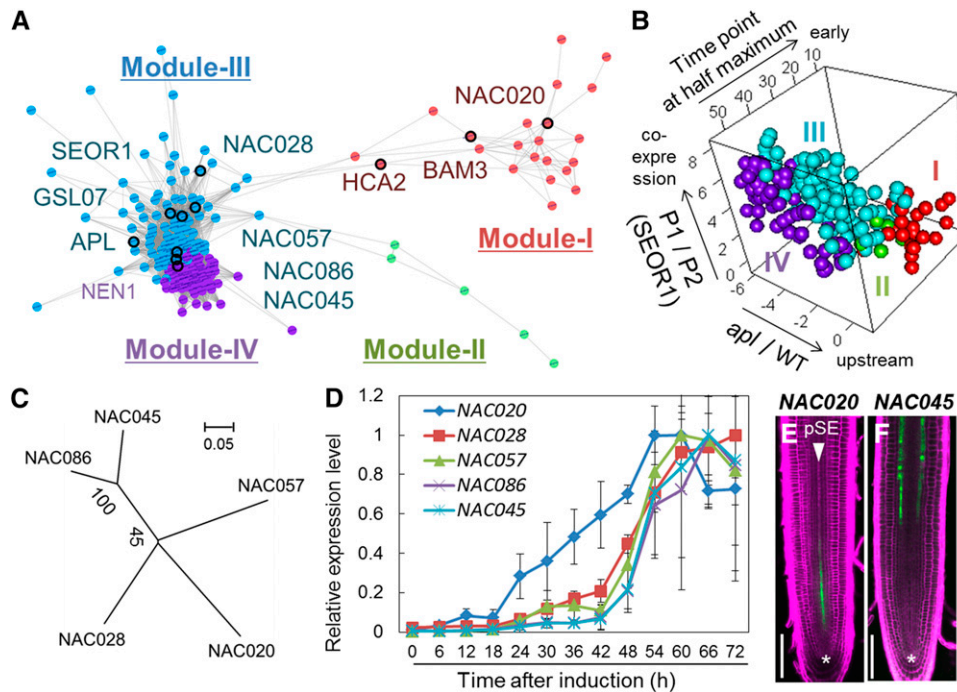 A
Module-III
NAC020
SEOR1
NAC028
GSL07
HCA2
BAM3
APL
NAC057
Module-I
NEN1
NAC086
NAC045
Module-IV
Module-II
B
Time point
at half maximum
early
50 40 30 20 10
co-
expre
ssion
III
I
8
6
4
2
0
P1 / P2
(SEOR1)
IV
II
-6 -4 -2 0
apl / WT
upstream
C
NAC045
0.05
NAC086
NAC057
100
45
NAC028
NAC020
D
Relative expression level
1.2
1
0.8
0.6
0.4
0.2
0
NAC020
NAC028
NAC057
NAC086
NAC045
0 6 12 18 24 30 36 42 48 54 60 66 72
Time after induction (h)
NAC020 NAC045
E
pSE
F
*
*